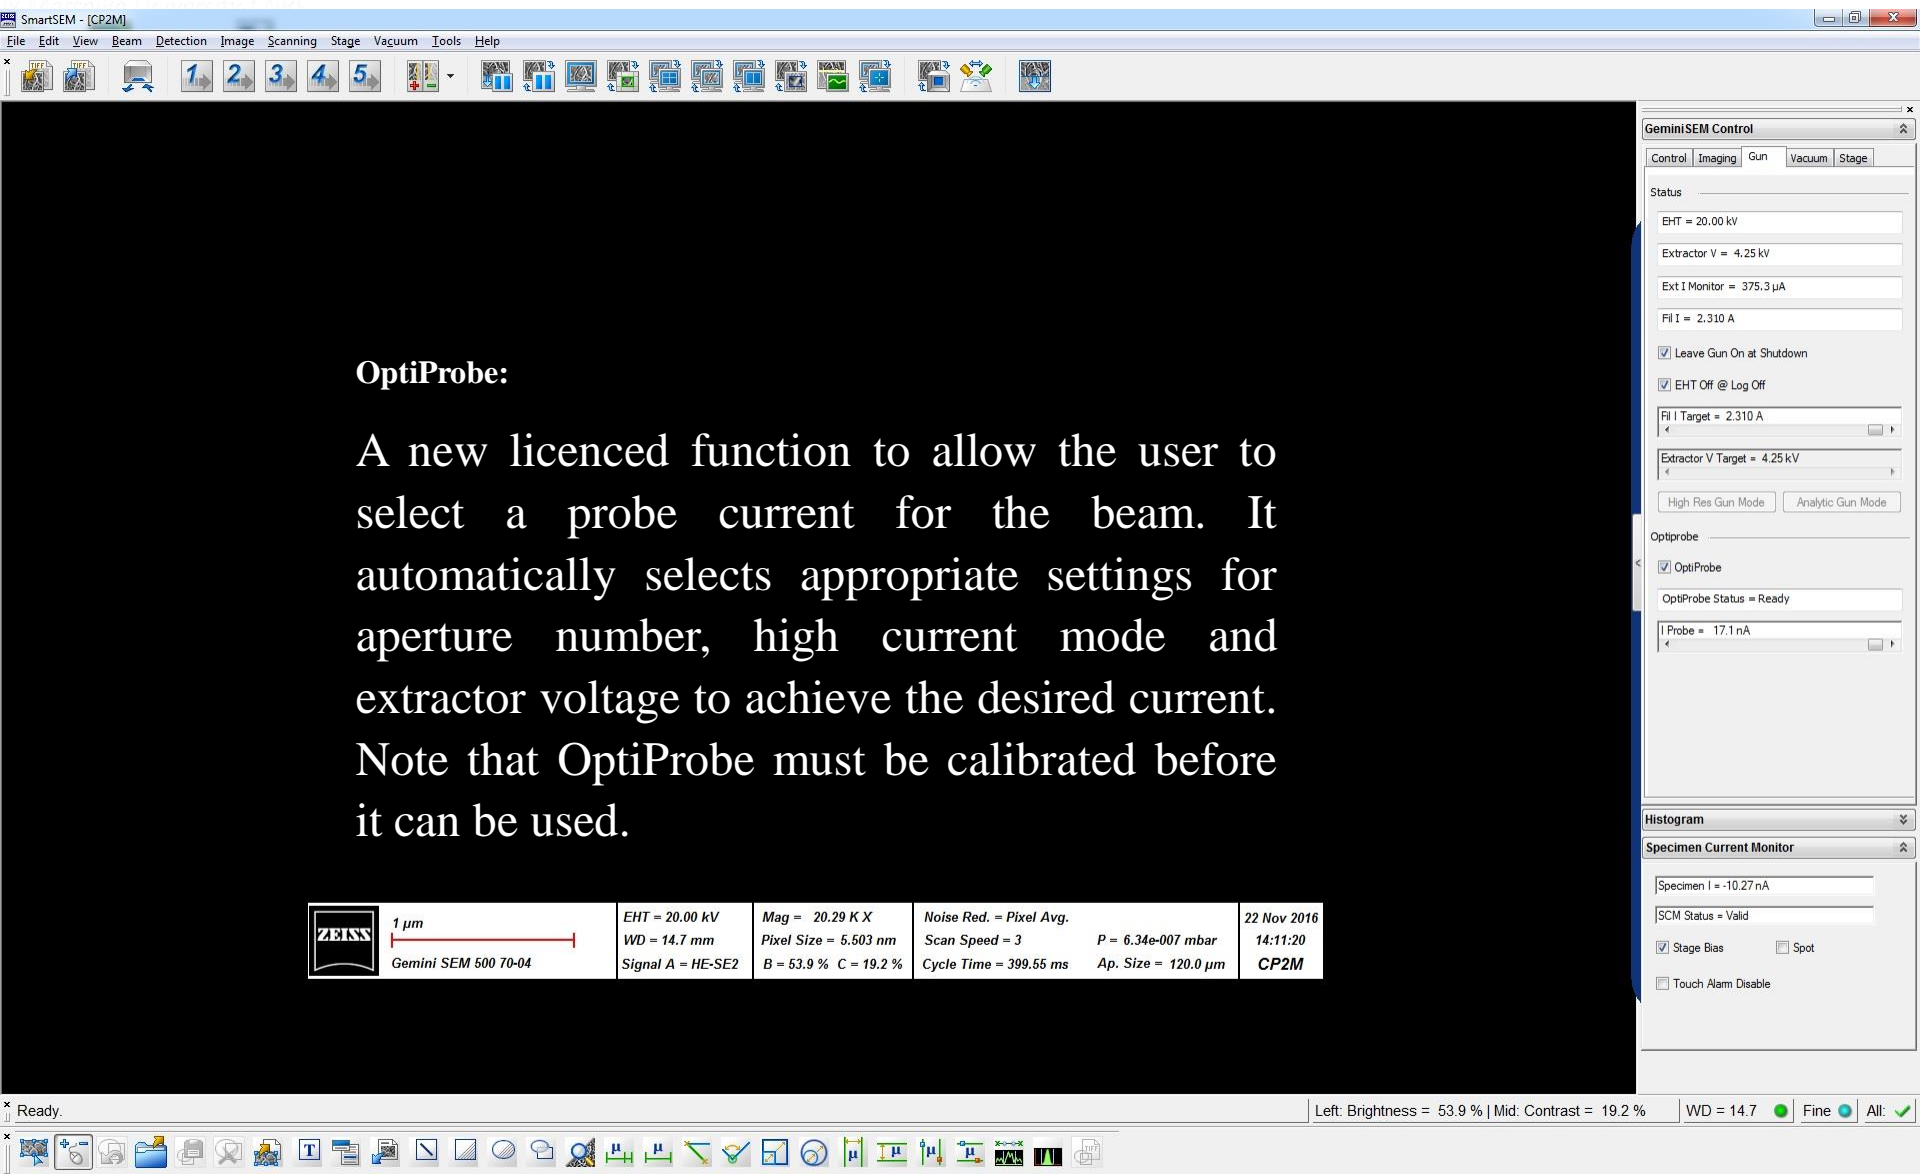 SmartSEM - [CP2M]
File Edit View Beam Detection Image Scanning Stage Vacuum Tools Help
1 2 3 4 5
GeminiSEM Control
Control Imaging Gun Vacuum Stage
Status
EHT = 20.00 kV
Extractor V = 4.25 kV
Ext I Monitor = 375.3 µA
Fil I = 2.310 A
Leave Gun On at Shutdown
EHT Off @ Log Off
Fil I Target = 2.310 A
Extractor V Target = 4.25 kV
High Res Gun Mode Analytic Gun Mode
Optiprobe
OptiProbe
OptiProbe Status = Ready
I Probe = 17.1 nA
OptiProbe:
A new licenced function to allow the user to
select a probe current for the beam. It
automatically selects appropriate settings for
aperture number, high current mode and
extractor voltage to achieve the desired current.
Note that OptiProbe must be calibrated before
it can be used.
Histogram
Specimen Current Monitor
Specimen I = -10.27 nA
SCM Status = Valid
Stage Bias Spot
Touch Alarm Disable
ZEISS
1 µm
Gemini SEM 500 70-04
EHT = 20.00 kV
WD = 14.7 mm
Signal A = HE-SE2
Mag = 20.29 K X
Pixel Size = 5.503 nm
B = 53.9 % C = 19.2 %
Noise Red. = Pixel Avg.
Scan Speed = 3 P = 6.34e-007 mbar
Cycle Time = 399.55 ms Ap. Size = 120.0 µm
22 Nov 2016
14:11:20
CP2M
Ready. Left: Brightness = 53.9 % | Mid: Contrast = 19.2 % WD = 14.7 Fine All: